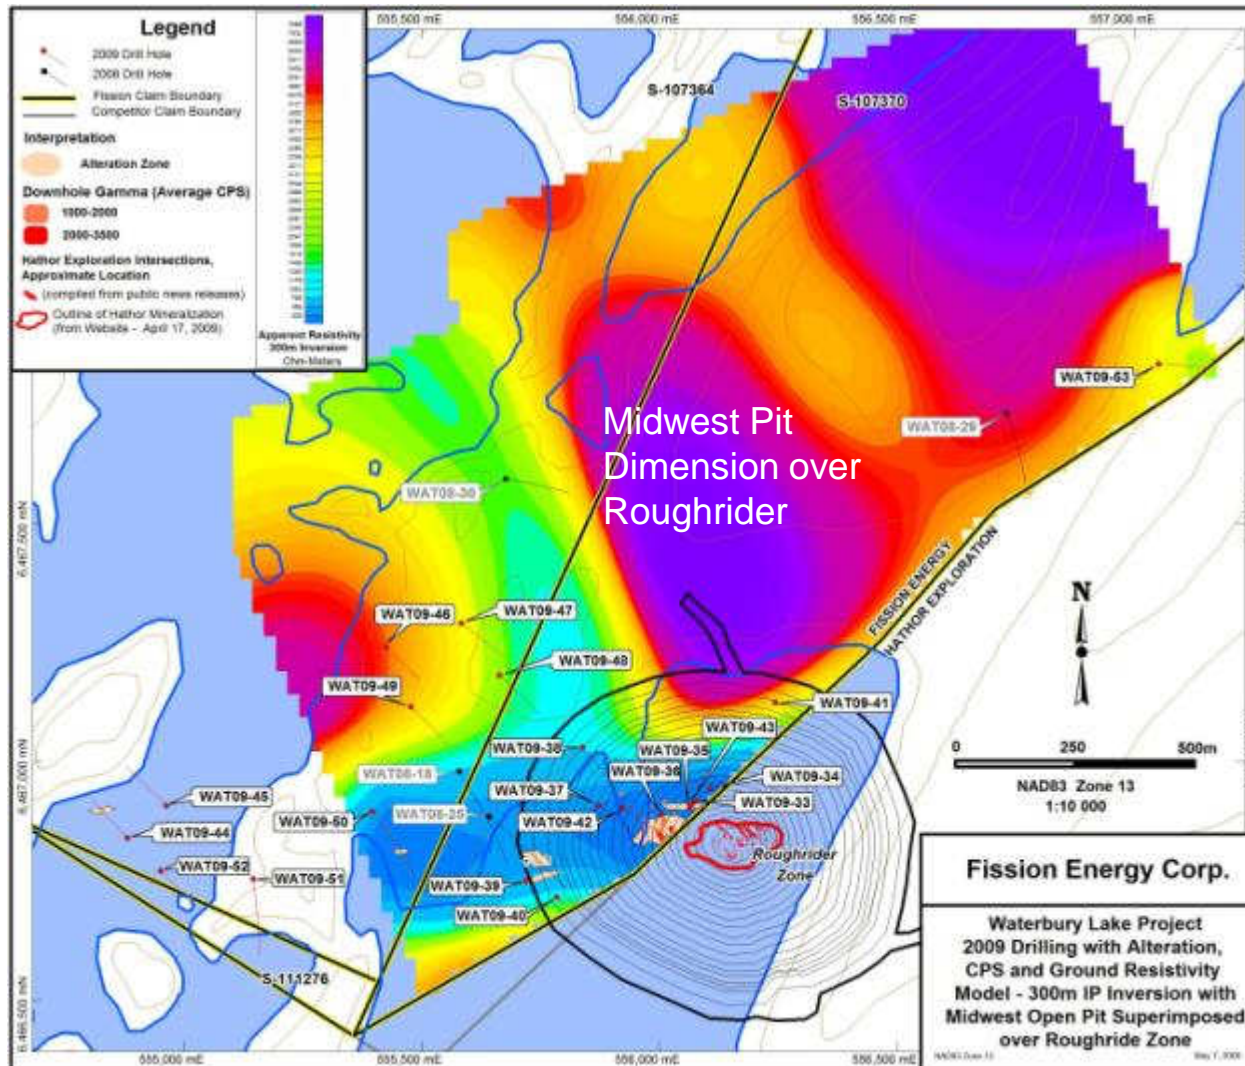 Legend
2009 Drill Hole
2008 Drill Hole
Fission Claim Boundary
Competitor Claim Boundary
Interpretation
Alteration Zone
Downhole Gamma (Average CPS)
1000-2000
2000-3500
Hathor Exploration Intersections,
Approximate Location
(compiled from public news releases)
Outline of Hathor Mineralization
(from Website - April 17, 2009)
Apparent Resistivity
300m Inversion
Ohm-Meters
555,500 mE
556,000 mE
556,500 mE
557,000 mE
S-107364
S-107370
WAT09-53
WAT08-29
Midwest Pit
Dimension over
Roughrider
WAT08-30
6,467,500 mN
FISSION ENERGY
HATHOR EXPLORATION
WAT09-46
WAT09-47
N
WAT09-48
WAT09-49
WAT09-41
WAT09-43
WAT09-38
WAT09-35
0 250 500m
WAT09-36
WAT09-34
WAT08-18
NAD83 Zone 13
1:10 000
WAT09-45
WAT09-37
WAT09-33
WAT09-50
WAT08-25
WAT09-42
6,467,000 mN
WAT09-44
Roughrider
Zone
WAT09-52
WAT09-51
WAT09-39
WAT09-40
Fission Energy Corp.
Waterbury Lake Project
2009 Drilling with Alteration,
CPS and Ground Resistivity
Model - 300m IP Inversion with
Midwest Open Pit Superimposed
over Roughride Zone
S-111276
6,466,500 mN
555,000 mE
555,500 mE
556,000 mE
556,500 mE
NAD83 Zone 13